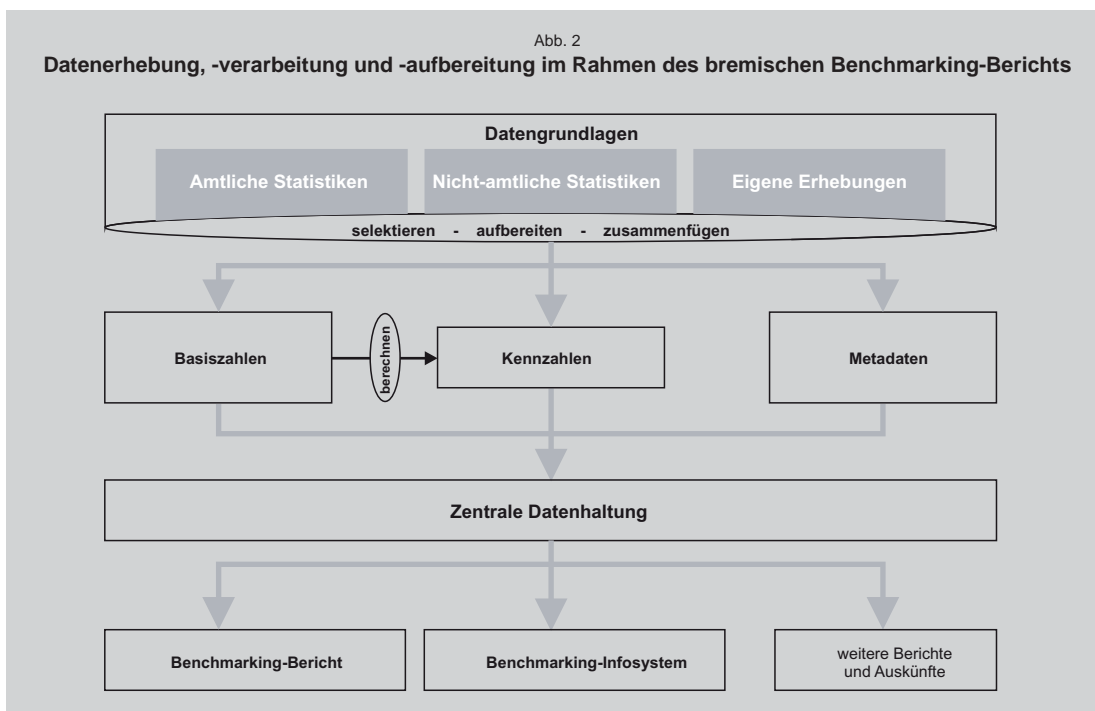 Abb. 2
Datenerhebung, -verarbeitung und -aufbereitung im Rahmen des bremischen Benchmarking-Berichts
Datengrundlagen
Amtliche Statistiken
Nicht-amtliche Statistiken
Eigene Erhebungen
selektieren - aufbereiten - zusammenfügen
Basiszahlen
berechnen
Kennzahlen
Metadaten
Zentrale Datenhaltung
Benchmarking-Bericht
Benchmarking-Infosystem
weitere Berichte
und Auskünfte